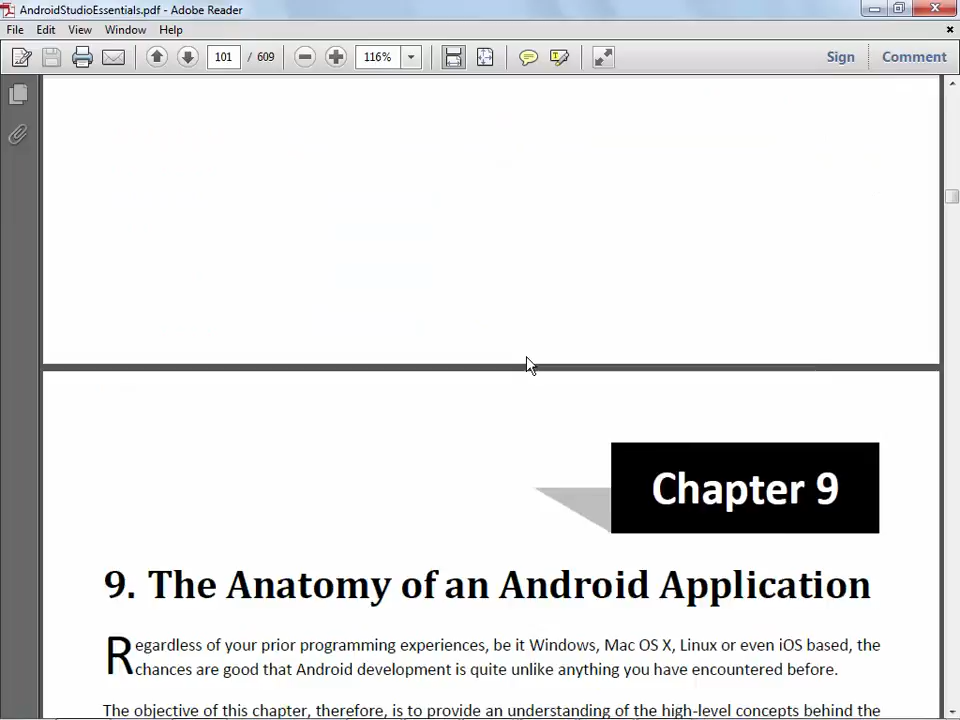 AndroidStudioEssentials.pdf - Adobe Reader
File Edit View Window Help
101 / 609 116% Sign Comment
Chapter 9
9. The Anatomy of an Android Application
Regardless of your prior programming experiences, be it Windows, Mac OS X, Linux or even iOS based, the
chances are good that Android development is quite unlike anything you have encountered before.
The objective of this chapter, therefore, is to provide an understanding of the high-level concepts behind the